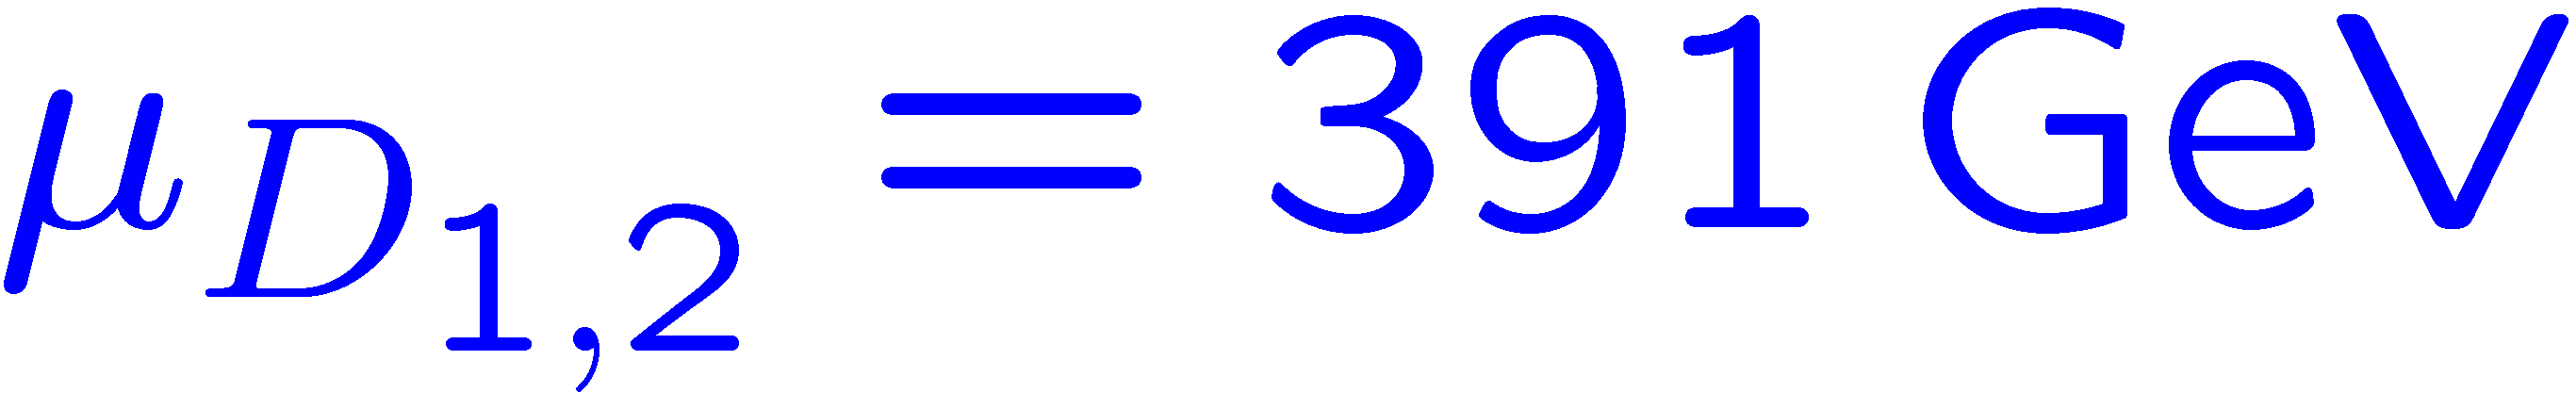 μ_{D_{1,2}} = 391 GeV